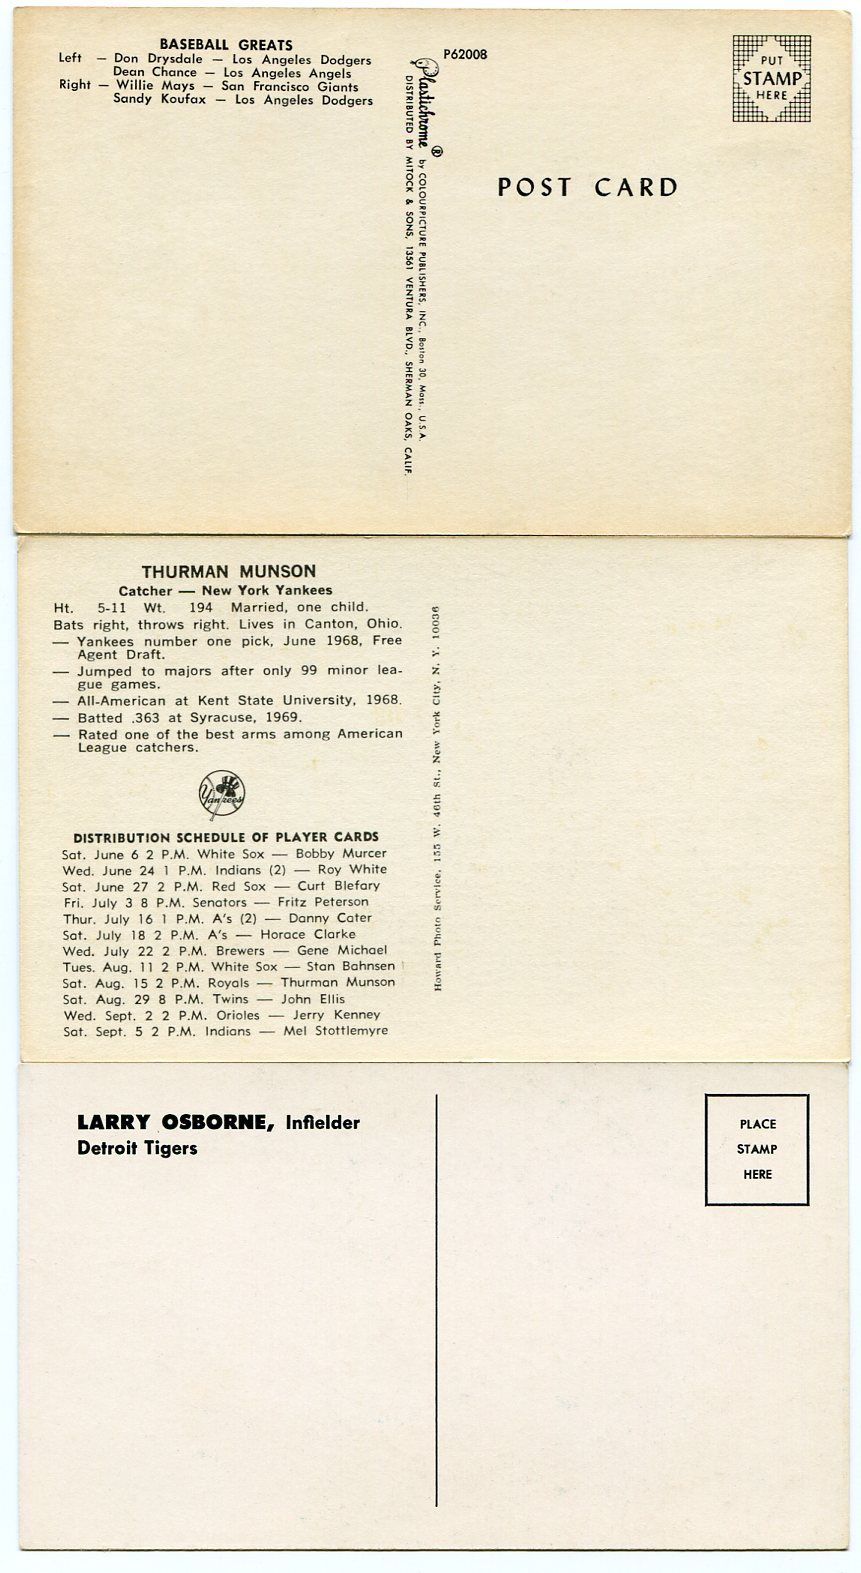 BASEBALL GREATS
Left — Don Drysdale — Los Angeles Dodgers
Dean Chance — Los Angeles Angels
Right — Willie Mays — San Francisco Giants
Sandy Koufax — Los Angeles Dodgers
P62008
Plastichrome ® by COLOURPICTURE PUBLISHERS, INC., Boston 30, Mass., U.S.A.
DISTRIBUTED BY MITOCK & SONS, 13561 VENTURA BLVD., SHERMAN OAKS, CALIF.
PUT
STAMP
HERE
POST CARD
THURMAN MUNSON
Catcher — New York Yankees
Ht. 5-11 Wt. 194 Married, one child.
Bats right, throws right. Lives in Canton, Ohio.
— Yankees number one pick, June 1968, Free
Agent Draft.
— Jumped to majors after only 99 minor lea-
gue games.
— All-American at Kent State University, 1968.
— Batted .363 at Syracuse, 1969.
— Rated one of the best arms among American
League catchers.
Yankees
DISTRIBUTION SCHEDULE OF PLAYER CARDS
Sat. June 6 2 P.M. White Sox — Bobby Murcer
Wed. June 24 1 P.M. Indians (2) — Roy White
Sat. June 27 2 P.M. Red Sox — Curt Blefary
Fri. July 3 8 P.M. Senators — Fritz Peterson
Thur. July 16 1 P.M. A's (2) — Danny Cater
Sat. July 18 2 P.M. A's — Horace Clarke
Wed. July 22 2 P.M. Brewers — Gene Michael
Tues. Aug. 11 2 P.M. White Sox — Stan Bahnsen
Sat. Aug. 15 2 P.M. Royals — Thurman Munson
Sat. Aug. 29 8 P.M. Twins — John Ellis
Wed. Sept. 2 2 P.M. Orioles — Jerry Kenney
Sat. Sept. 5 2 P.M. Indians — Mel Stottlemyre
Howard Photo Service, 155 W. 46th St., New York City, N. Y. 10036
LARRY OSBORNE, Infielder
Detroit Tigers
PLACE
STAMP
HERE